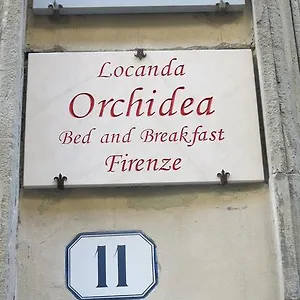 Locanda
Orchidea
Bed and Breakfast
Firenze
11